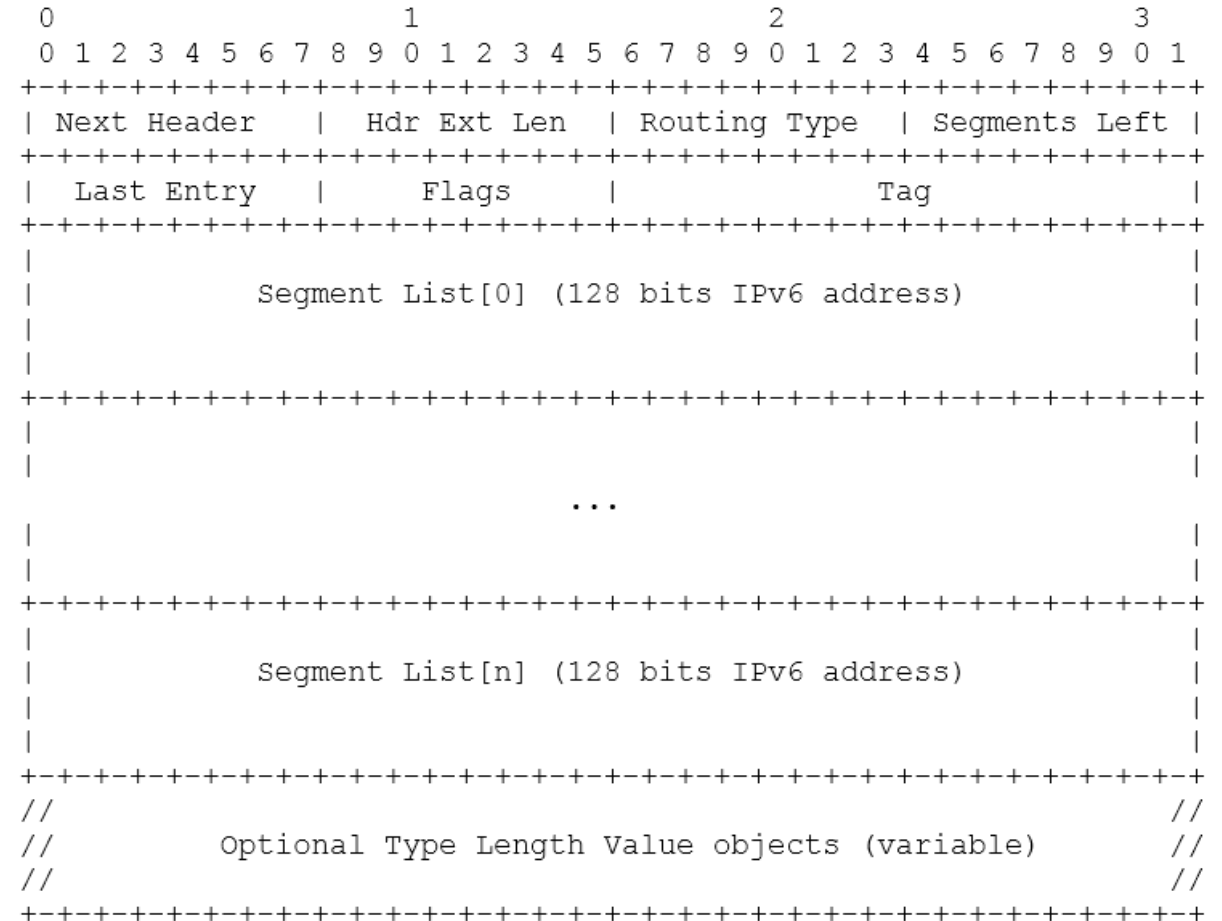 0                   1                   2                   3
 0 1 2 3 4 5 6 7 8 9 0 1 2 3 4 5 6 7 8 9 0 1 2 3 4 5 6 7 8 9 0 1
+-+-+-+-+-+-+-+-+-+-+-+-+-+-+-+-+-+-+-+-+-+-+-+-+-+-+-+-+-+-+-+-+
| Next Header   |  Hdr Ext Len  | Routing Type  | Segments Left |
+-+-+-+-+-+-+-+-+-+-+-+-+-+-+-+-+-+-+-+-+-+-+-+-+-+-+-+-+-+-+-+-+
|  Last Entry   |     Flags     |              Tag              |
+-+-+-+-+-+-+-+-+-+-+-+-+-+-+-+-+-+-+-+-+-+-+-+-+-+-+-+-+-+-+-+-+
|                                                               |
|            Segment List[0] (128 bits IPv6 address)            |
|                                                               |
|                                                               |
+-+-+-+-+-+-+-+-+-+-+-+-+-+-+-+-+-+-+-+-+-+-+-+-+-+-+-+-+-+-+-+-+
|                                                               |
|                                                               |
                              ...
|                                                               |
|                                                               |
+-+-+-+-+-+-+-+-+-+-+-+-+-+-+-+-+-+-+-+-+-+-+-+-+-+-+-+-+-+-+-+-+
|                                                               |
|            Segment List[n] (128 bits IPv6 address)            |
|                                                               |
|                                                               |
+-+-+-+-+-+-+-+-+-+-+-+-+-+-+-+-+-+-+-+-+-+-+-+-+-+-+-+-+-+-+-+-+
//                                                             //
//         Optional Type Length Value objects (variable)       //
//                                                             //
+-+-+-+-+-+-+-+-+-+-+-+-+-+-+-+-+-+-+-+-+-+-+-+-+-+-+-+-+-+-+-+-+